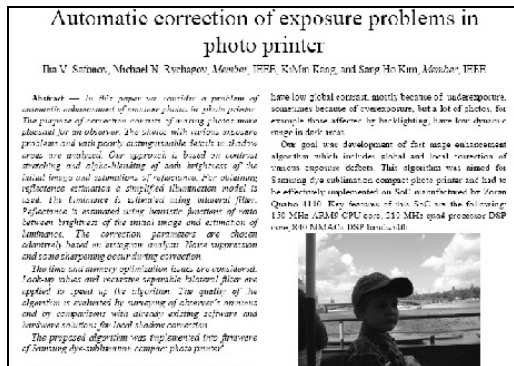 Automatic correction of exposure problems in
photo printer
Ilia V. Safonov, Michael N. Rychagov, Member, IEEE, KiMin Kang, and Sang Ho Kim, Member, IEEE
Abstract — In this paper we consider a problem of
automatic enhancement of amateur photos in photo printer.
The purpose of correction consists of making photos more
pleasant for an observer. The photos with various exposure
problems and with poorly distinguishable details in shadow
areas are analyzed. Our approach is based on contrast
stretching and alpha-blending of both brightness of the
initial image and estimations of reflectance. For obtaining
reflectance estimation a simplified illumination model is
used. The luminance is estimated using bilateral filter.
Reflectance is estimated using heuristic functions of ratio
between brightness of the initial image and estimation of
luminance. The correction parameters are chosen
adaptively based on histogram analysis. Noise suppression
and some sharpening occur during correction.
The time and memory optimization issues are considered.
Look-up tables and recursive separable bilateral filter are
applied to speed up the algorithm. The quality of the
algorithm is evaluated by surveying of observer's opinions
and by comparisons with already existing software and
hardware solutions for local shadow correction.
The proposed algorithm was implemented into firmware
of Samsung dye-sublimation compact photo printer
have low global contrast, mostly because of underexposure,
sometimes because of overexposure, but a lot of photos, for
example those affected by backlighting, have low dynamic
range in dark areas.
Our goal was development of fast image enhancement
algorithm which includes global and local correction of
various exposure defects. This algorithm was aimed for
Samsung dye sublimation compact photo printer and had to
be effectively implemented on SoC manufactured by Zoran
Quatro 4110. Key features of this SoC are the following:
150 MHz ARM9 CPU core, 210 MHz quad processor DSP
core, 840 MMACs DSP bandwidth.